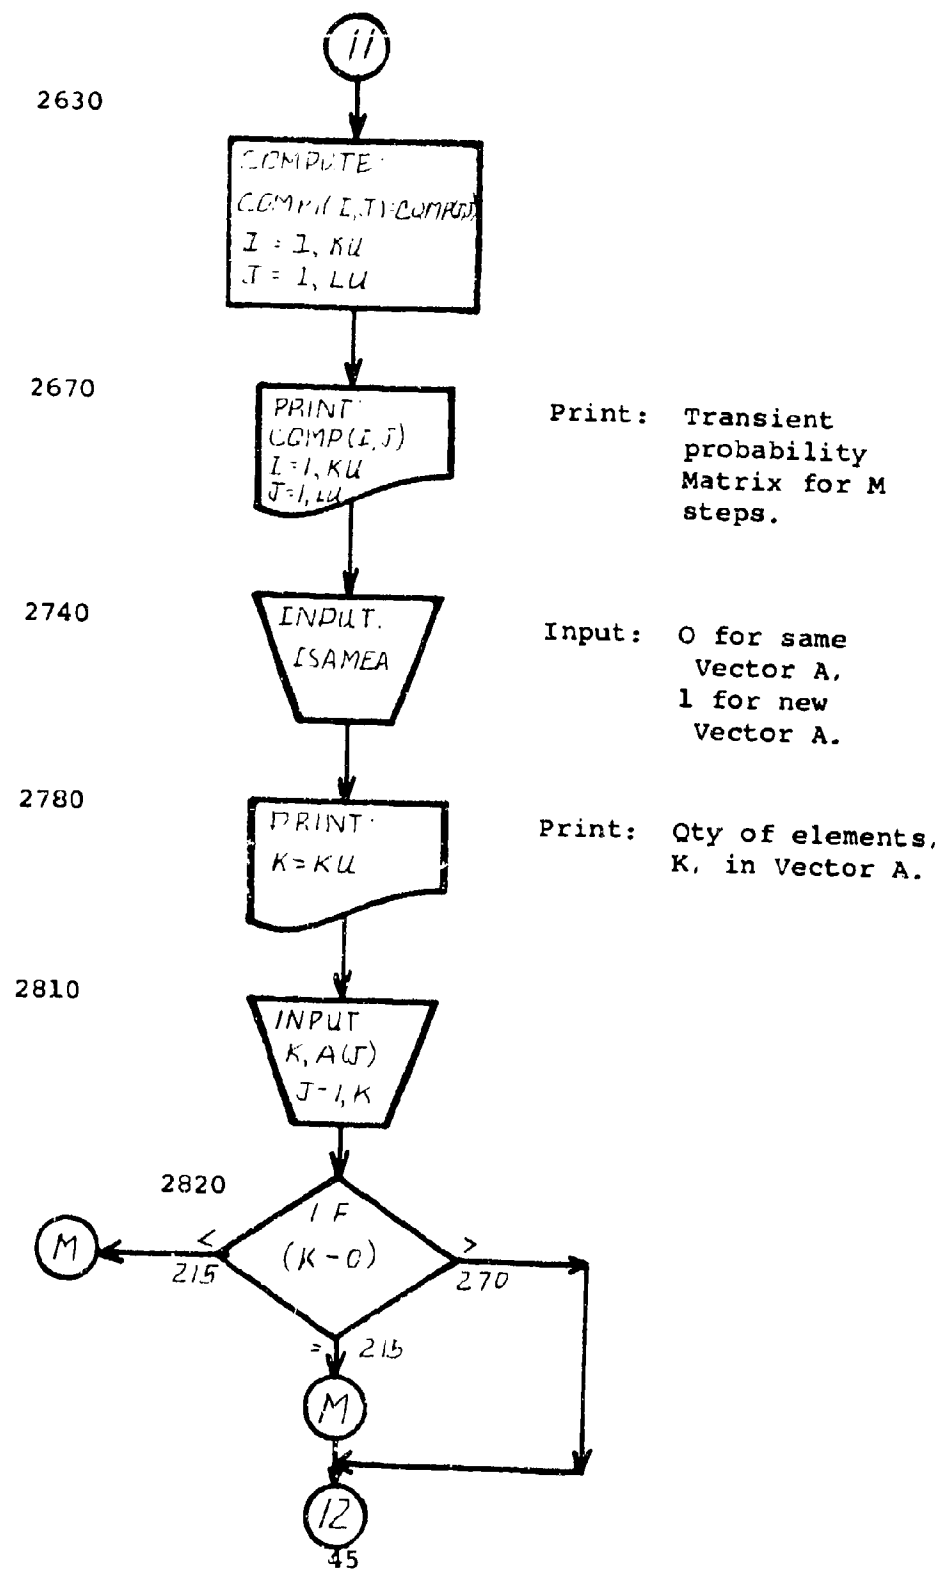 11
2630
COMPUTE:
I = 1, KU
J = 1, LU
2670
PRINT:
COMP(I,J)
I=1, KU
J=1, LU
Print: Transient
probability
Matrix for M
steps.
2740
INPUT.
ISAMEA
Input: 0 for same
Vector A,
1 for new
Vector A.
2780
PRINT:
K = KU
Print: Qty of elements,
K, in Vector A.
2810
INPUT
K, A(J)
J-1, K
2820
IF
(K-0)
<
215
M
>
270
= 215
M
12
45